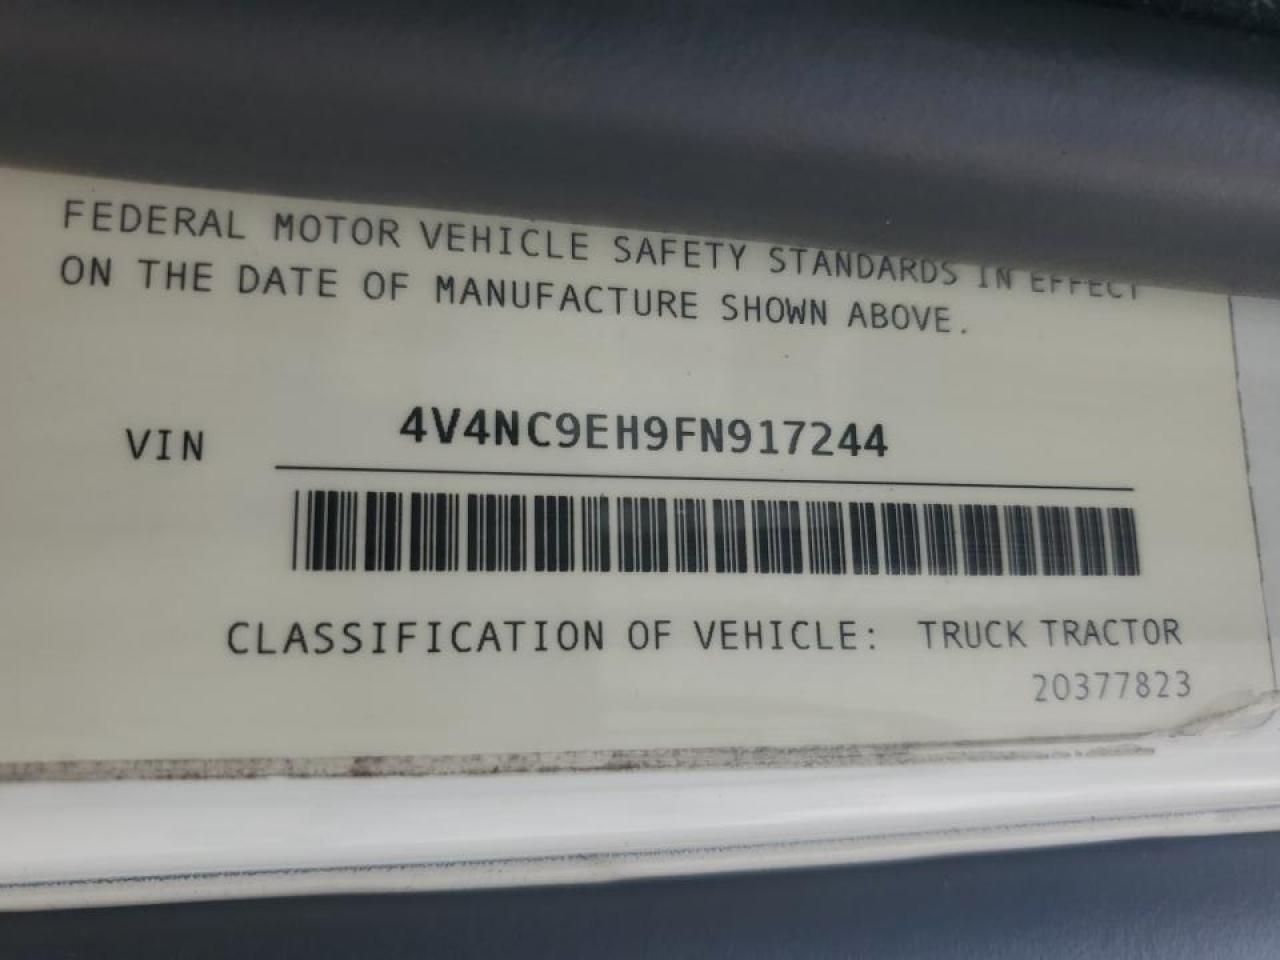 FEDERAL MOTOR VEHICLE SAFETY STANDARDS IN EFFECT
ON THE DATE OF MANUFACTURE SHOWN ABOVE.
VIN 4V4NC9EH9FN917244
CLASSIFICATION OF VEHICLE: TRUCK TRACTOR
20377823